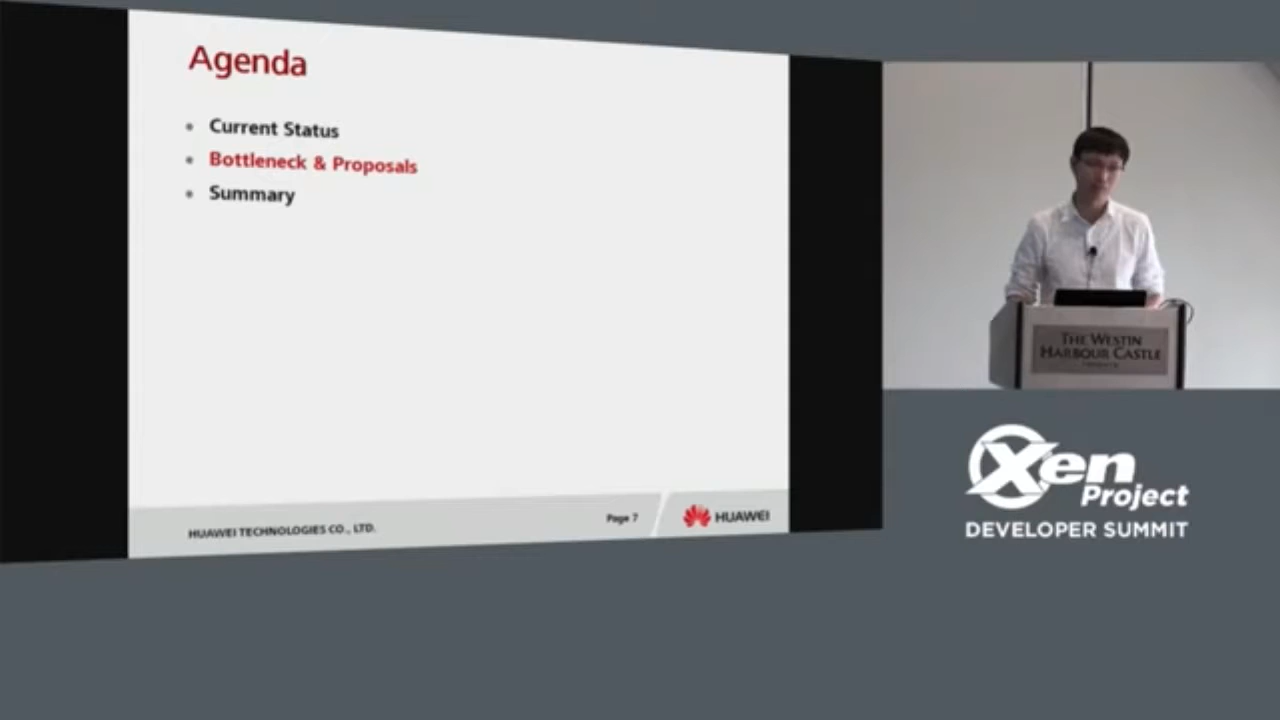 Agenda
• Current Status
• Bottleneck & Proposals
• Summary
HUAWEI TECHNOLOGIES CO., LTD.
Page 7
HUAWEI
THE WESTIN
HARBOUR CASTLE
Xen
Project
DEVELOPER SUMMIT